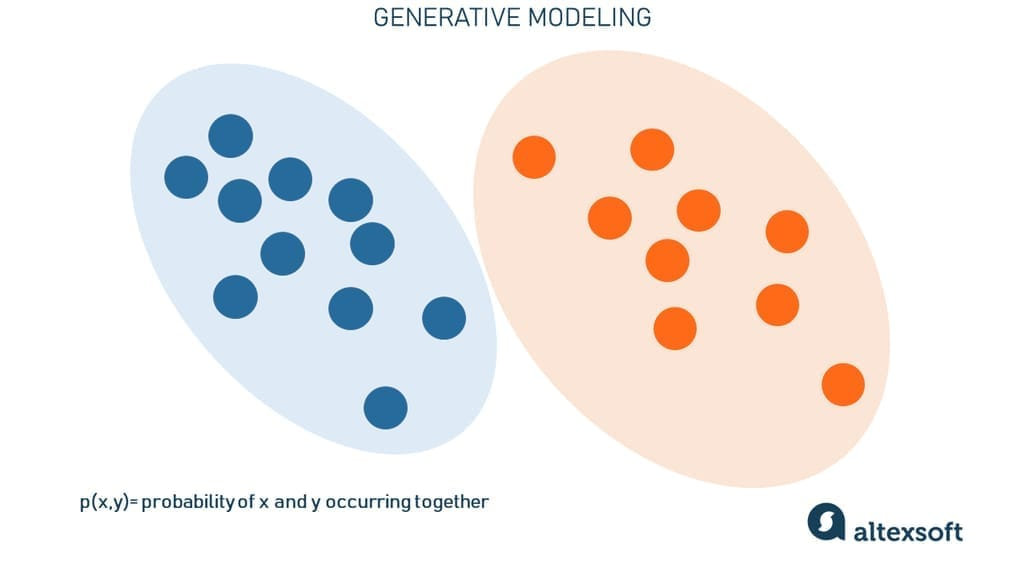 GENERATIVE MODELING
p(x,y)= probability of x and y occurring together
altexsoft